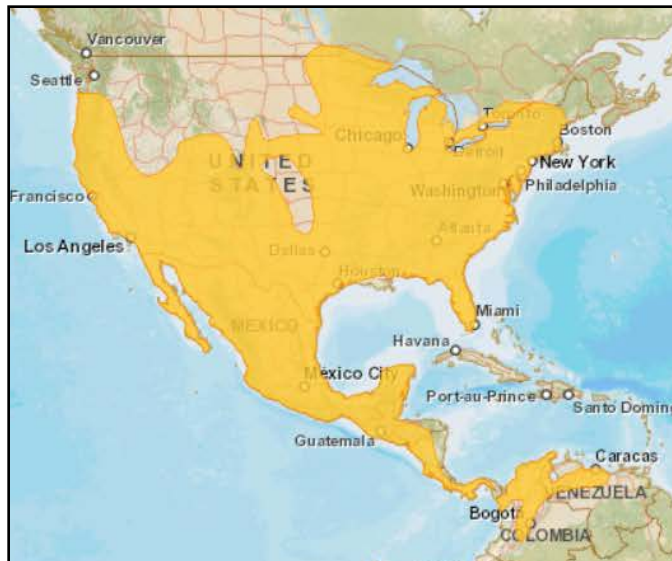 Vancouver
Seattle
Toronto
Chicago
Detroit
Boston
UNITED
STATES
New York
Washington
Philadelphia
Francisco
Los Angeles
Atlanta
Dallas
Houston
MEXICO
Miami
Havana
México City
Port-au-Prince
Santo Doming
Guatemala
Caracas
VENEZUELA
Bogotá
COLOMBIA